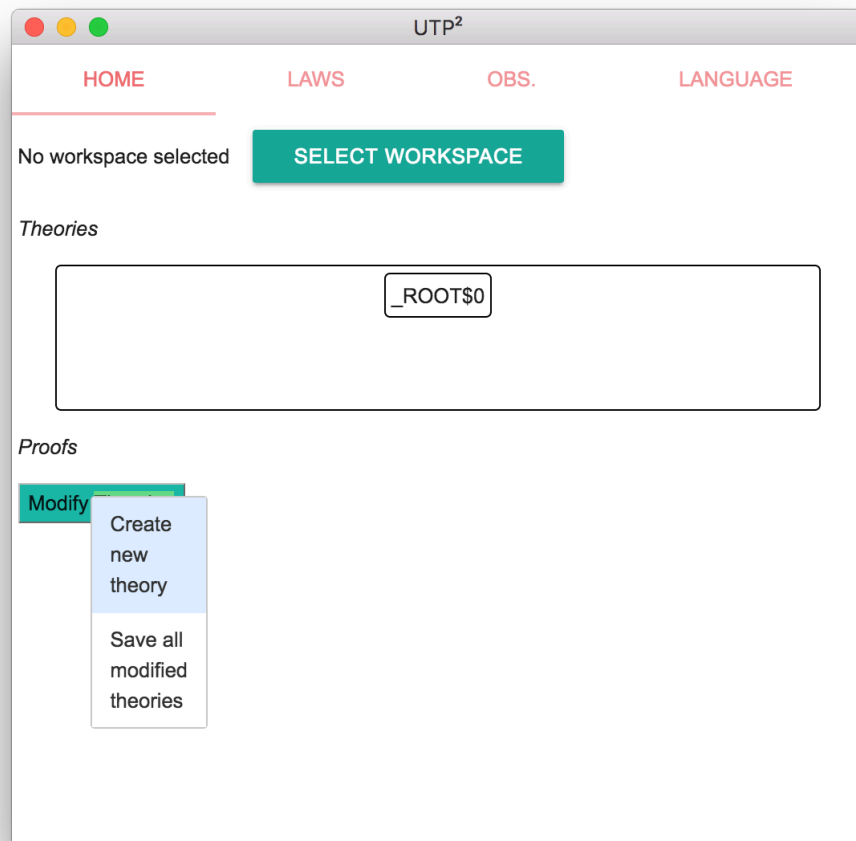 UTP²
HOME LAWS OBS. LANGUAGE
No workspace selected SELECT WORKSPACE
Theories
_ROOT$0
Proofs
Modify
Create
new
theory
Save all
modified
theories